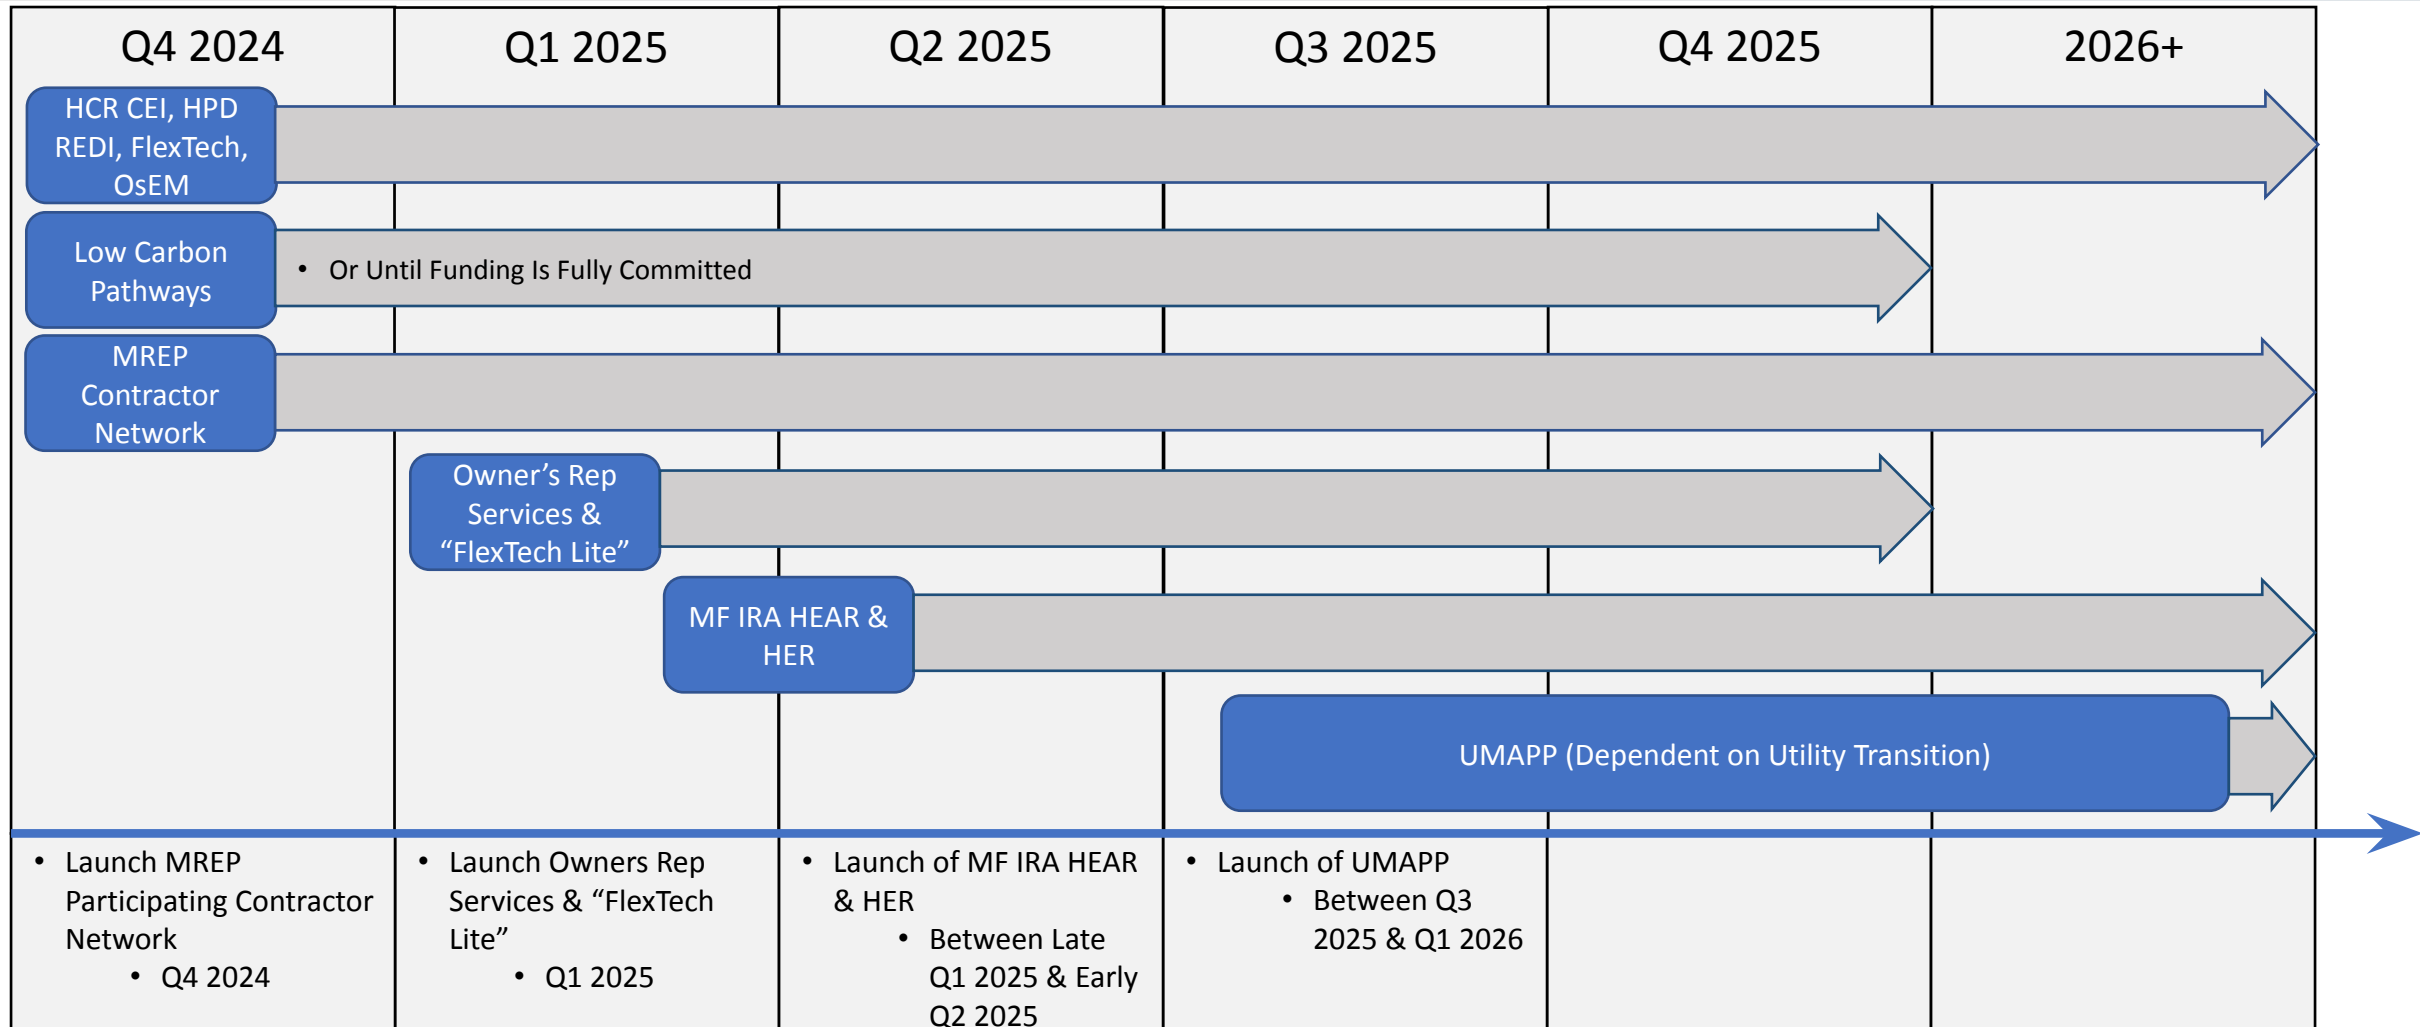 Q4 2024
Q1 2025
Q2 2025
Q3 2025
Q4 2025
2026+
HCR CEI, HPD
REDI, FlexTech,
OsEM
Low Carbon
Pathways
• Or Until Funding Is Fully Committed
MREP
Contractor
Network
Owner’s Rep
Services &
“FlexTech Lite”
MF IRA HEAR &
HER
UMAPP (Dependent on Utility Transition)
• Launch MREP
Participating Contractor
Network
• Q4 2024
• Launch Owners Rep
Services & “FlexTech
Lite”
• Q1 2025
• Launch of MF IRA HEAR
& HER
• Between Late
Q1 2025 & Early
Q2 2025
• Launch of UMAPP
• Between Q3
2025 & Q1 2026